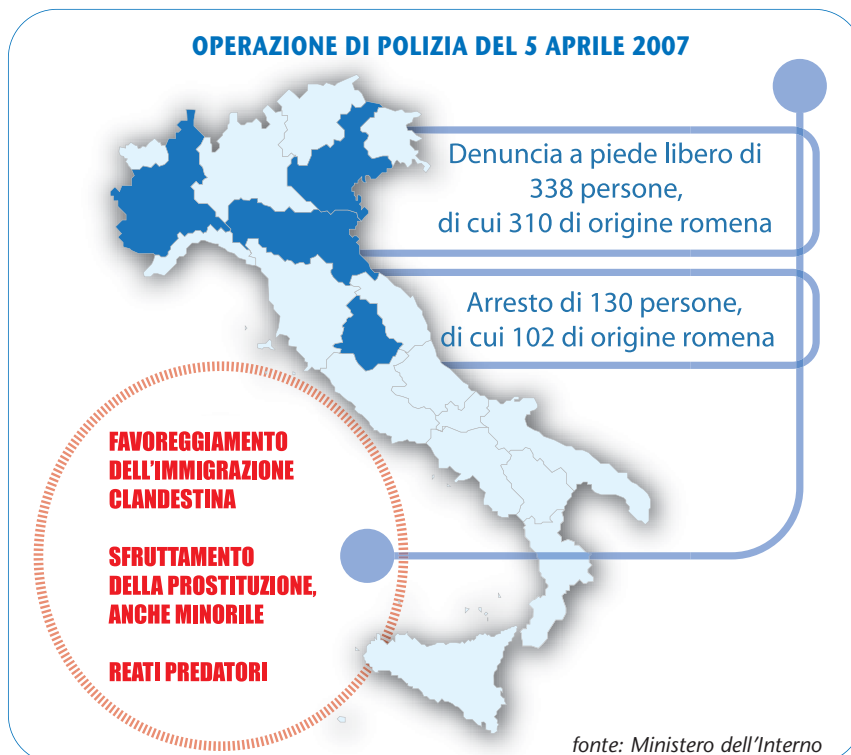 OPERAZIONE DI POLIZIA DEL 5 APRILE 2007
Denuncia a piede libero di
338 persone,
di cui 310 di origine romena
Arresto di 130 persone,
di cui 102 di origine romena
FAVOREGGIAMENTO
DELL'IMMIGRAZIONE
CLANDESTINA
SFRUTTAMENTO
DELLA PROSTITUZIONE,
ANCHE MINORILE
REATI PREDATORI
fonte: Ministero dell'Interno